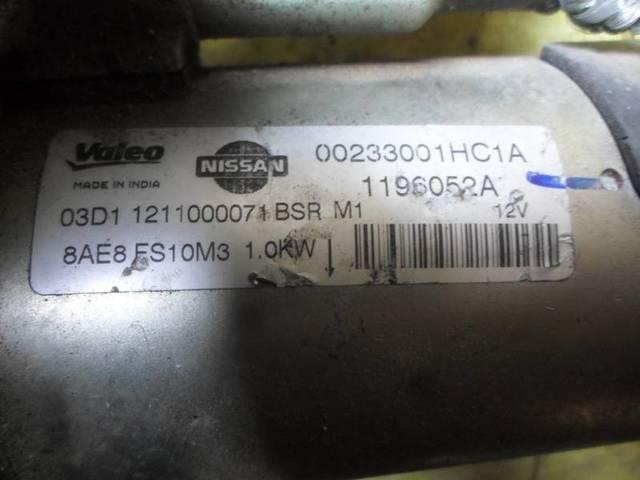 Valeo NISSAN 00233001HC1A
MADE IN INDIA 1196052A
03D1 1211000071 BSR M1 12V
8AE8 FS10M3 1.0KW